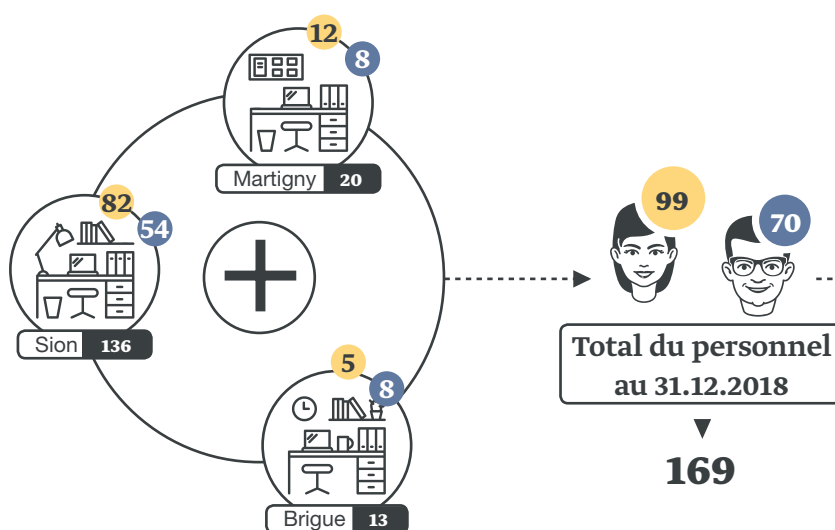 12
8
Martigny 20
82
54
Sion 136
5
8
Brigue 13
99
70
Total du personnel
au 31.12.2018
169